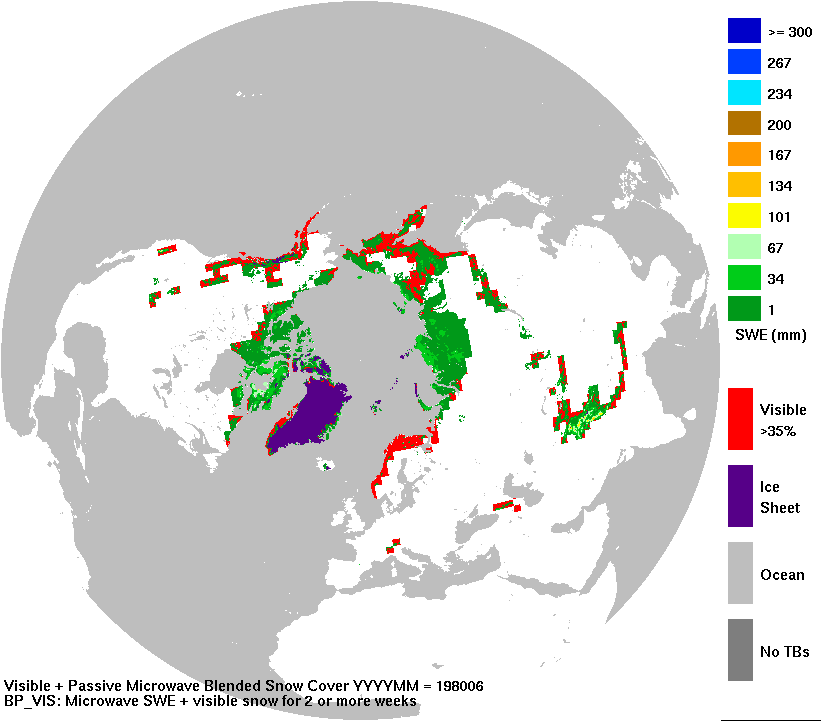 >= 300
267
234
200
167
134
101
67
34
1
SWE (mm)
Visible
>35%
Ice
Sheet
Ocean
No TBs
Visible + Passive Microwave Blended Snow Cover YYYYMM = 198006
BP_VIS: Microwave SWE + visible snow for 2 or more weeks